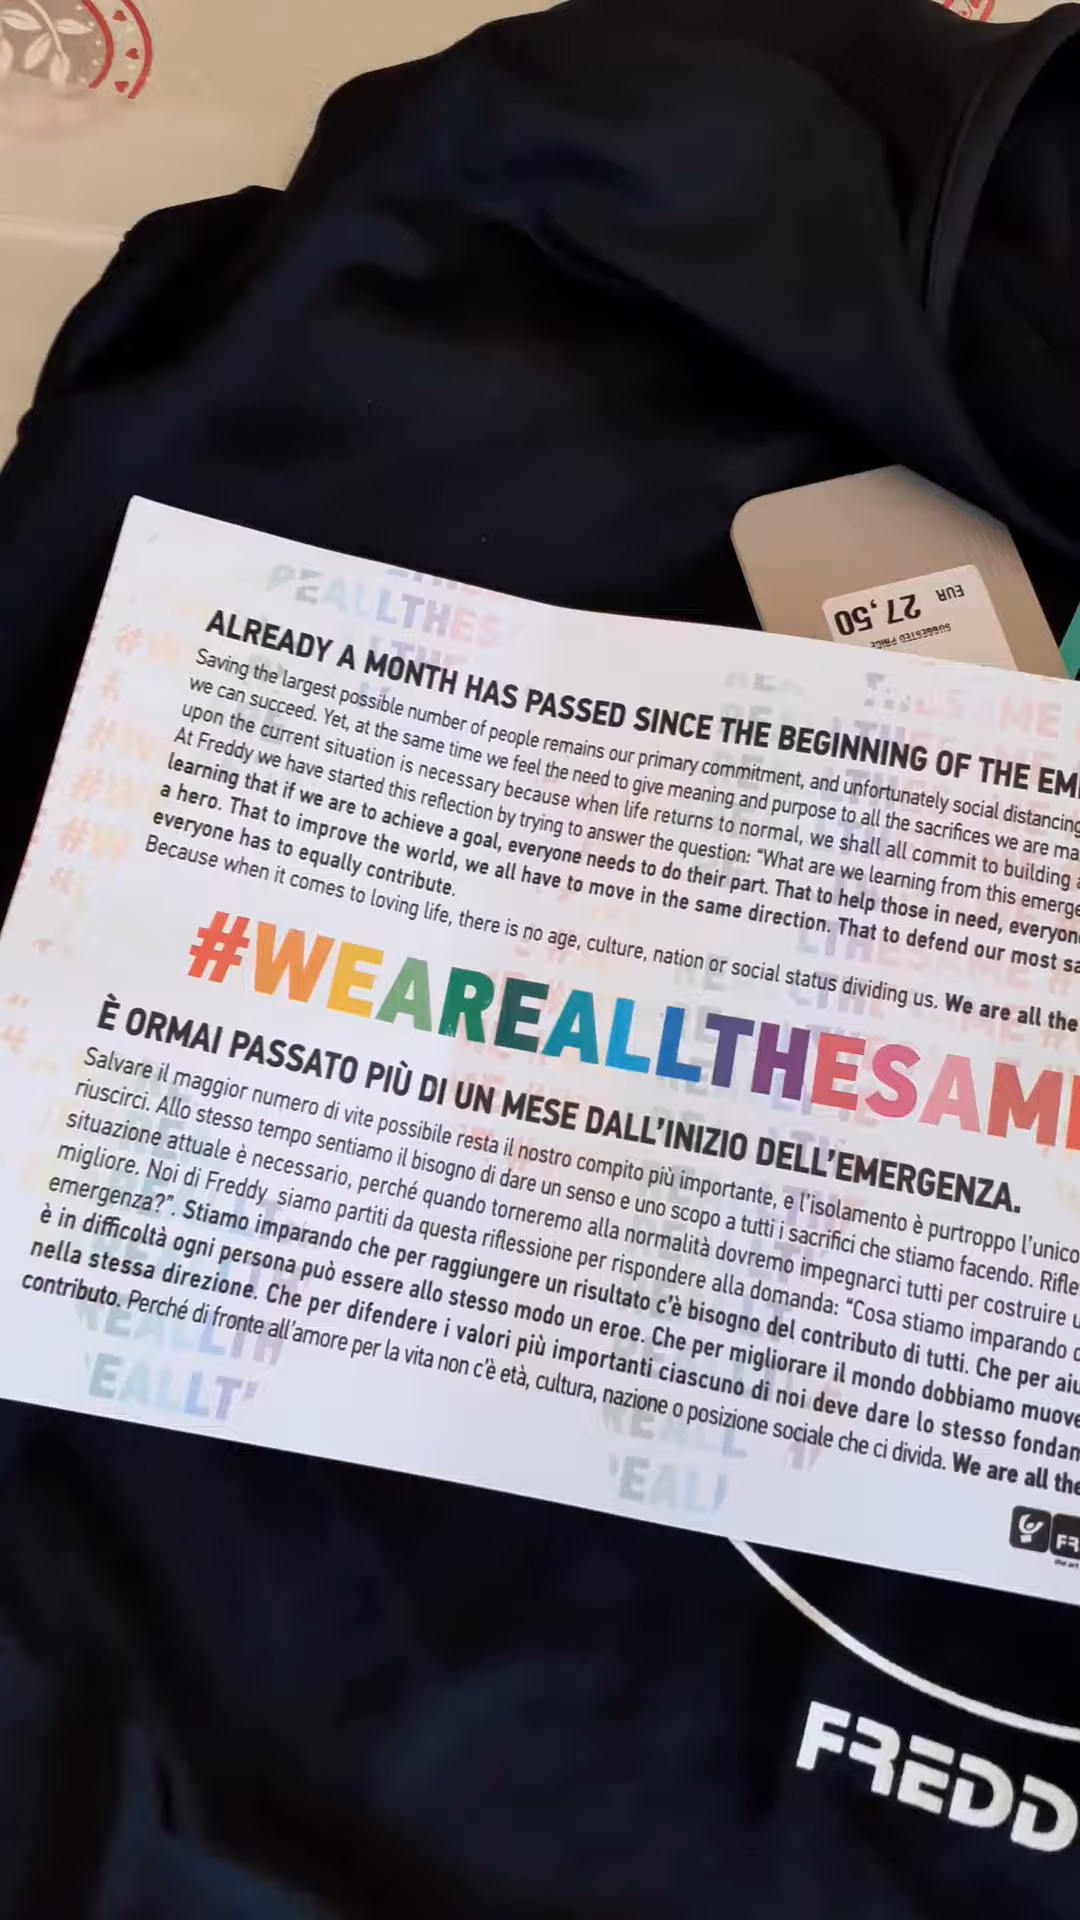 EUR 27,50
SUGGESTED PRICE
ALREADY A MONTH HAS PASSED SINCE THE BEGINNING OF THE EM
Saving the largest possible number of people remains our primary commitment, and unfortunately social distancing
we can succeed. Yet, at the same time we feel the need to give meaning and purpose to all the sacrifices we are ma
upon the current situation is necessary because when life returns to normal, we shall all commit to building a
At Freddy we have started this reflection by trying to answer the question: “What are we learning from this emerge
learning that if we are to achieve a goal, everyone needs to do their part. That to help those in need, everyon
a hero. That to improve the world, we all have to move in the same direction. That to defend our most sa
everyone has to equally contribute.
Because when it comes to loving life, there is no age, culture, nation or social status dividing us. We are all the
#WEAREALLTHESAM
È ORMAI PASSATO PIÙ DI UN MESE DALL’INIZIO DELL’EMERGENZA.
Salvare il maggior numero di vite possibile resta il nostro compito più importante, e l’isolamento è purtroppo l’unico
riuscirci. Allo stesso tempo sentiamo il bisogno di dare un senso e uno scopo a tutti i sacrifici che stiamo facendo. Rifle
situazione attuale è necessario, perché quando torneremo alla normalità dovremo impegnarci tutti per costruire u
migliore. Noi di Freddy, siamo partiti da questa riflessione per rispondere alla domanda: “Cosa stiamo imparando d
emergenza?”. Stiamo imparando che per raggiungere un risultato c’è bisogno del contributo di tutti. Che per aiu
è in difficoltà ogni persona può essere allo stesso modo un eroe. Che per migliorare il mondo dobbiamo muove
nella stessa direzione. Che per difendere i valori più importanti ciascuno di noi deve dare lo stesso fondam
contributo. Perché di fronte all’amore per la vita non c’è età, cultura, nazione o posizione sociale che ci divida. We are all the
FR
the art
FREDD